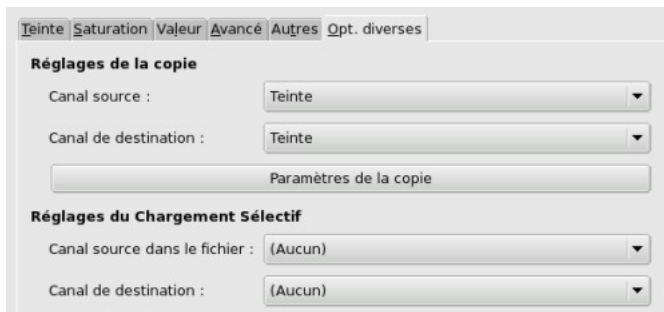 Teinte Saturation Valeur Avancé Autres Opt. diverses
Réglages de la copie
Canal source : Teinte
Canal de destination : Teinte
Paramètres de la copie
Réglages du Chargement Sélectif
Canal source dans le fichier : (Aucun)
Canal de destination : (Aucun)